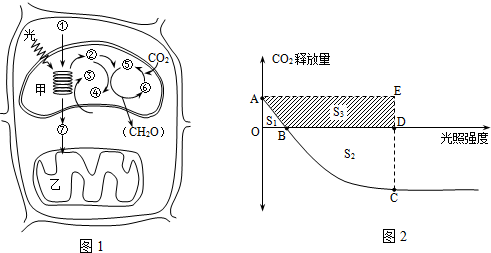 光
①
②
③
④
⑤
⑥
CO₂
甲
⑦
(CH₂O)
乙
图1
CO₂释放量
A
E
S₁
S₃
O
B
D
光照强度
S₂
C
图2